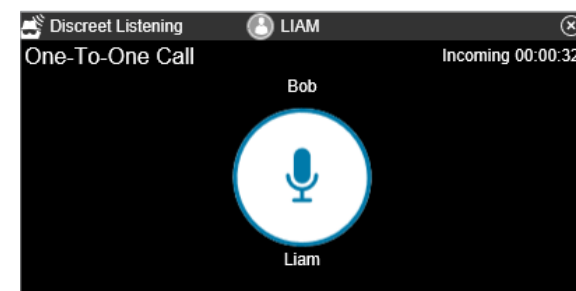 Discreet Listening LIAM
One-To-One Call Incoming 00:00:32
Bob
Liam